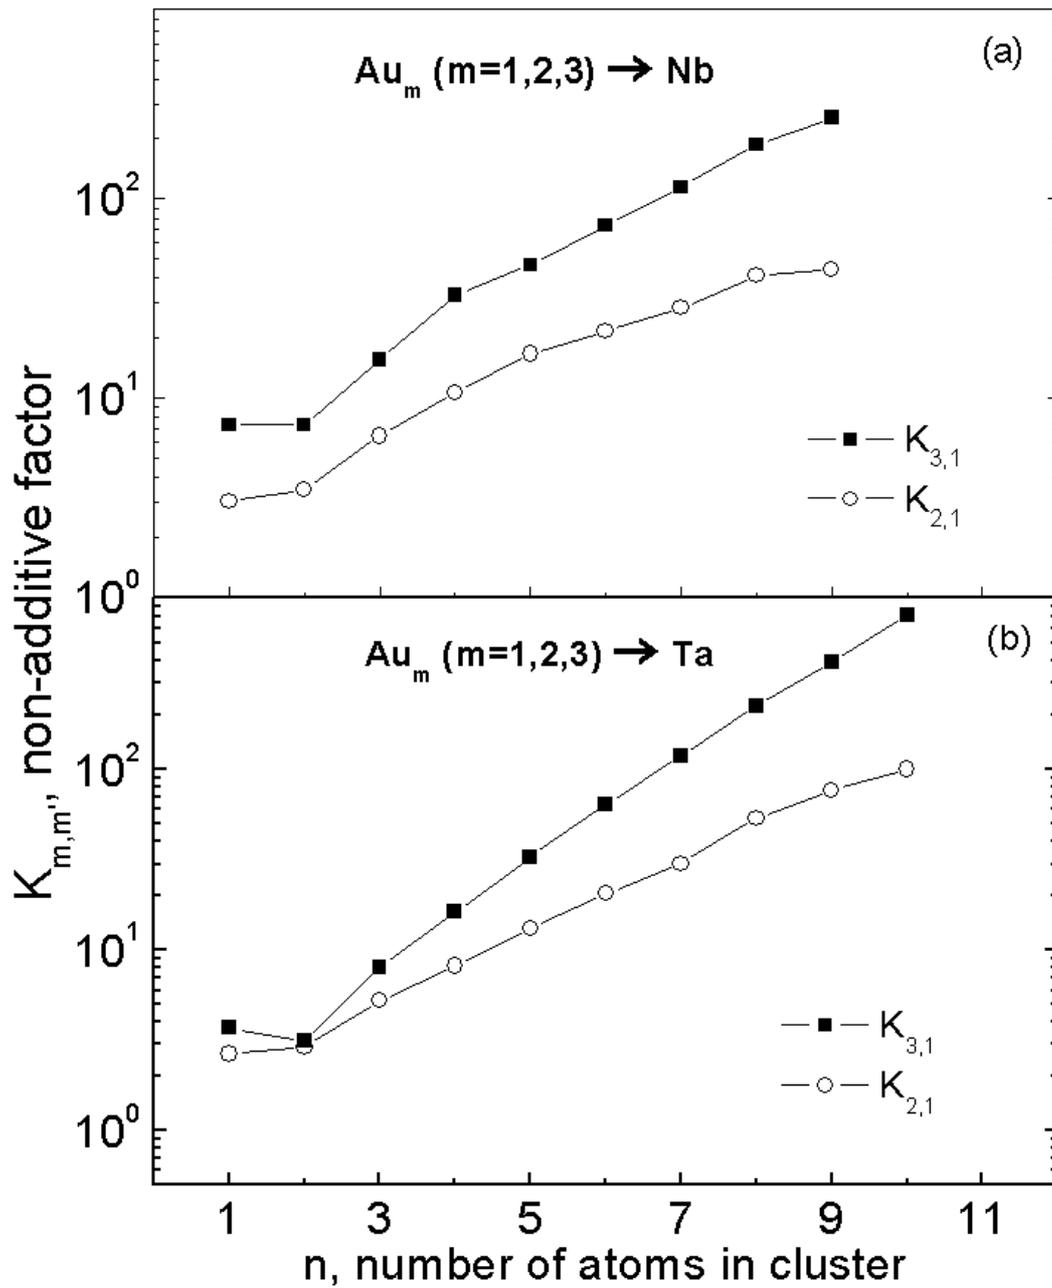 (a)
Au_m (m=1,2,3) → Nb
10^2
10^1
10^0
K_3,1
K_2,1
(b)
Au_m (m=1,2,3) → Ta
10^2
10^1
10^0
K_3,1
K_2,1
K_m,m', non-additive factor
1 3 5 7 9 11
n, number of atoms in cluster